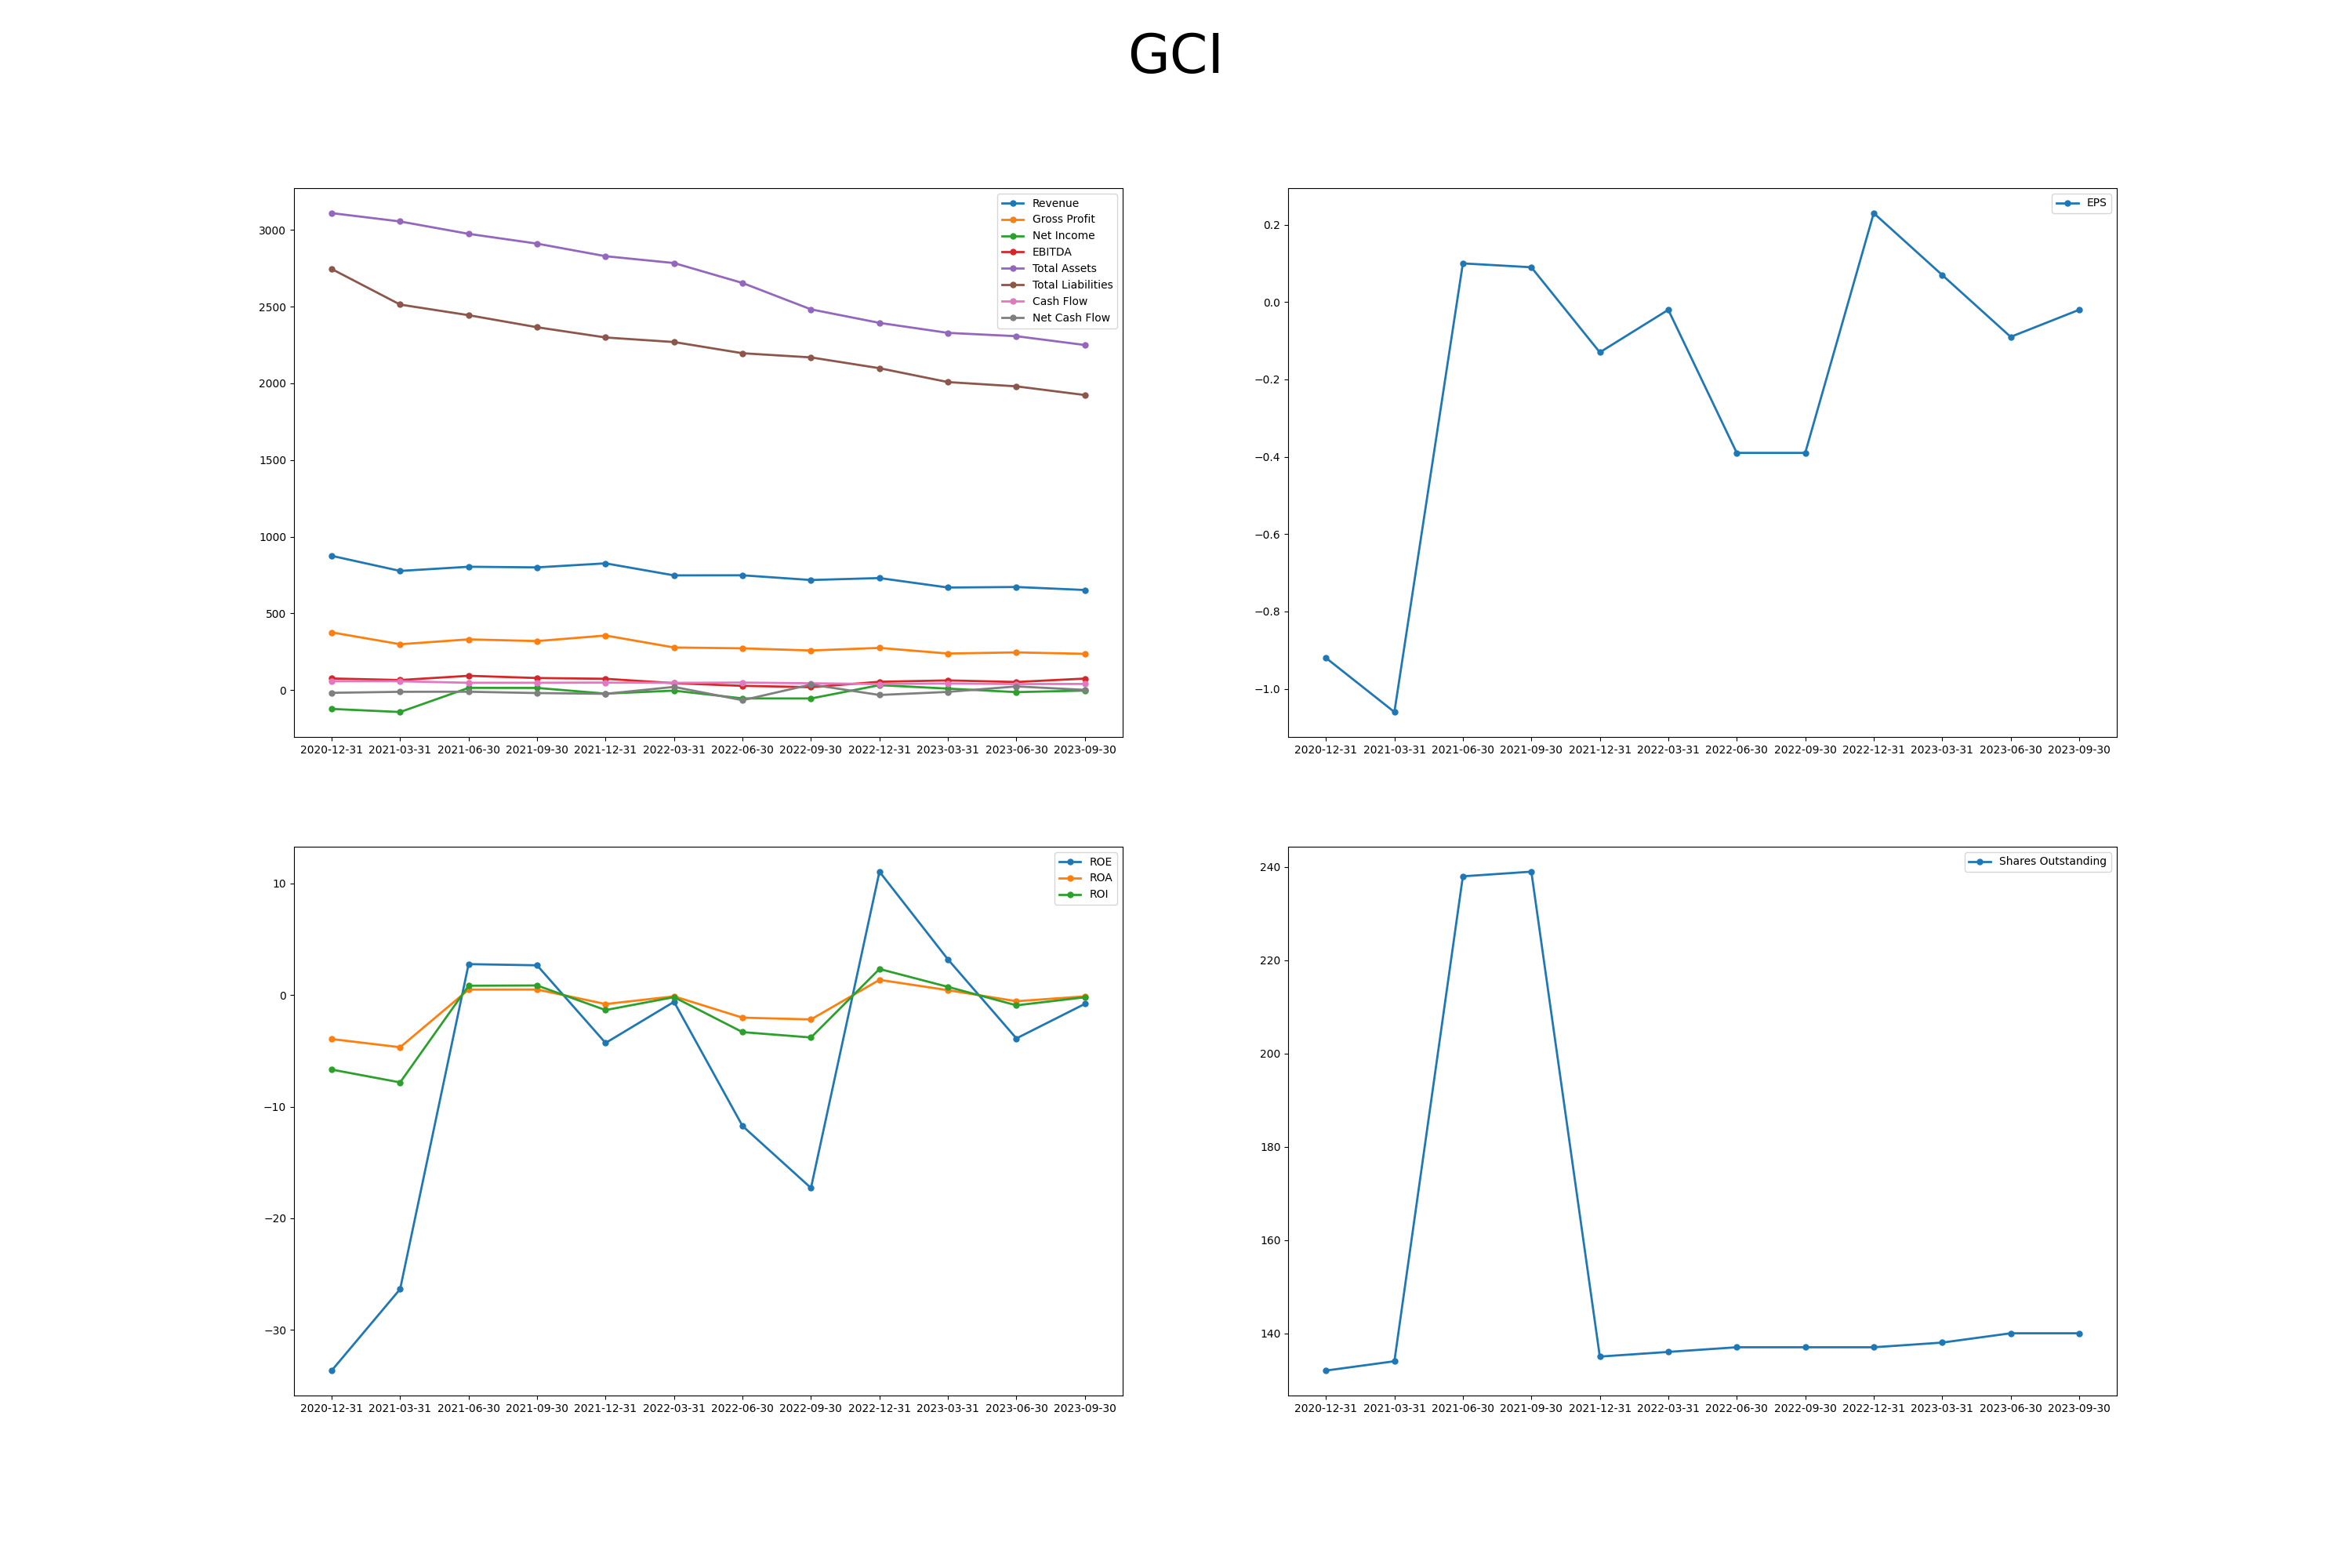 GCI
3000
2500
2000
1500
1000
500
0
Revenue
Gross Profit
Net Income
EBITDA
Total Assets
Total Liabilities
Cash Flow
Net Cash Flow
2020-12-31 2021-03-31 2021-06-30 2021-09-30 2021-12-31 2022-03-31 2022-06-30 2022-09-30 2022-12-31 2023-03-31 2023-06-30 2023-09-30
0.2
0.0
−0.2
−0.4
−0.6
−0.8
−1.0
EPS
2020-12-31 2021-03-31 2021-06-30 2021-09-30 2021-12-31 2022-03-31 2022-06-30 2022-09-30 2022-12-31 2023-03-31 2023-06-30 2023-09-30
10
0
−10
−20
−30
ROE
ROA
ROI
2020-12-31 2021-03-31 2021-06-30 2021-09-30 2021-12-31 2022-03-31 2022-06-30 2022-09-30 2022-12-31 2023-03-31 2023-06-30 2023-09-30
240
220
200
180
160
140
Shares Outstanding
2020-12-31 2021-03-31 2021-06-30 2021-09-30 2021-12-31 2022-03-31 2022-06-30 2022-09-30 2022-12-31 2023-03-31 2023-06-30 2023-09-30